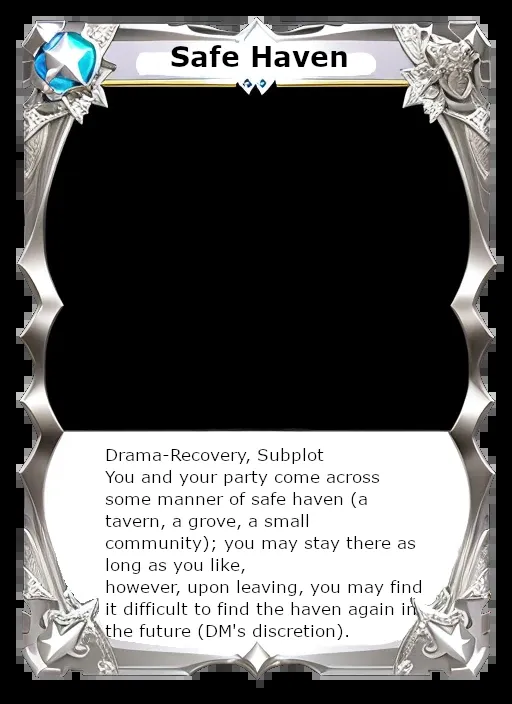 Safe Haven
Drama-Recovery, Subplot
You and your party come across
some manner of safe haven (a
tavern, a grove, a small
community); you may stay there as
long as you like,
however, upon leaving, you may find
it difficult to find the haven again in
the future (DM's discretion).